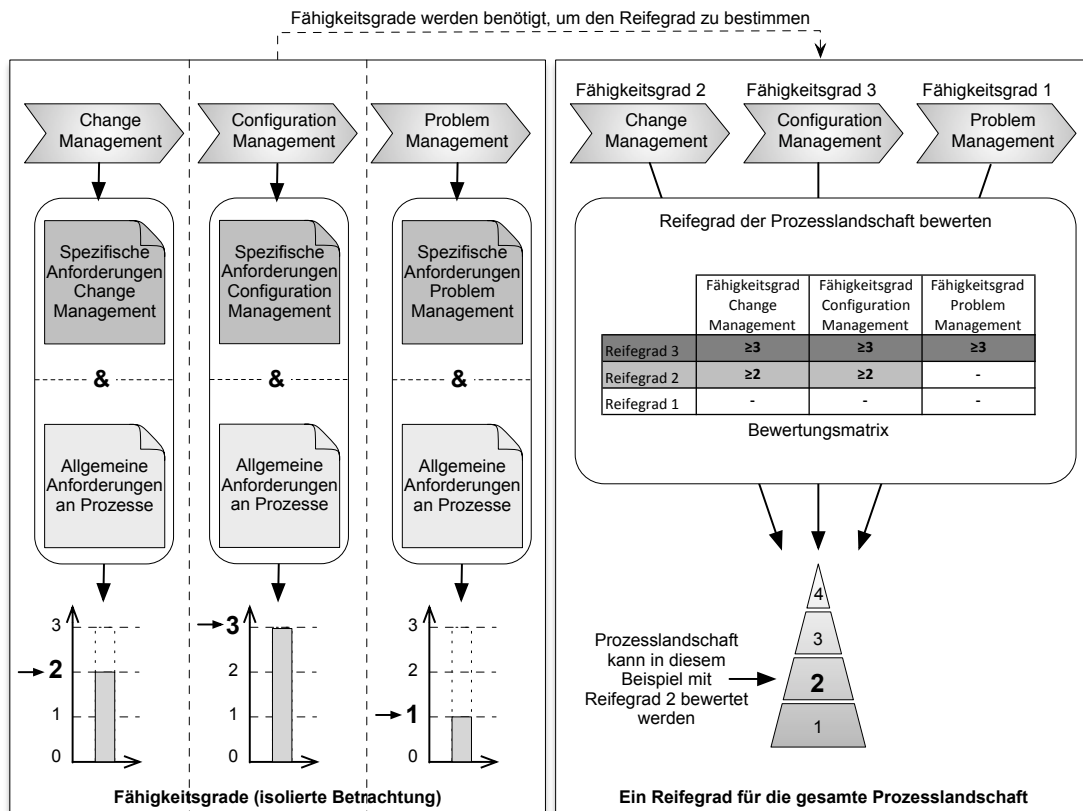 Fähigkeitsgrade werden benötigt, um den Reifegrad zu bestimmen
Change
Management
Configuration
Management
Problem
Management
Spezifische
Anforderungen
Change
Management
Spezifische
Anforderungen
Configuration
Management
Spezifische
Anforderungen
Problem
Management
&
&
&
Allgemeine
Anforderungen
an Prozesse
Allgemeine
Anforderungen
an Prozesse
Allgemeine
Anforderungen
an Prozesse
3
2
1
0
3
2
1
0
3
2
1
0
Fähigkeitsgrade (isolierte Betrachtung)
Fähigkeitsgrad 2
Change
Management
Fähigkeitsgrad 3
Configuration
Management
Fähigkeitsgrad 1
Problem
Management
Reifegrad der Prozesslandschaft bewerten
Fähigkeitsgrad
Change
Management
Fähigkeitsgrad
Configuration
Management
Fähigkeitsgrad
Problem
Management
Reifegrad 3 ≥3 ≥3 ≥3
Reifegrad 2 ≥2 ≥2 -
Reifegrad 1 - - -
Bewertungsmatrix
4
3
2
1
Prozesslandschaft
kann in diesem
Beispiel mit
Reifegrad 2 bewertet
werden
Ein Reifegrad für die gesamte Prozesslandschaft